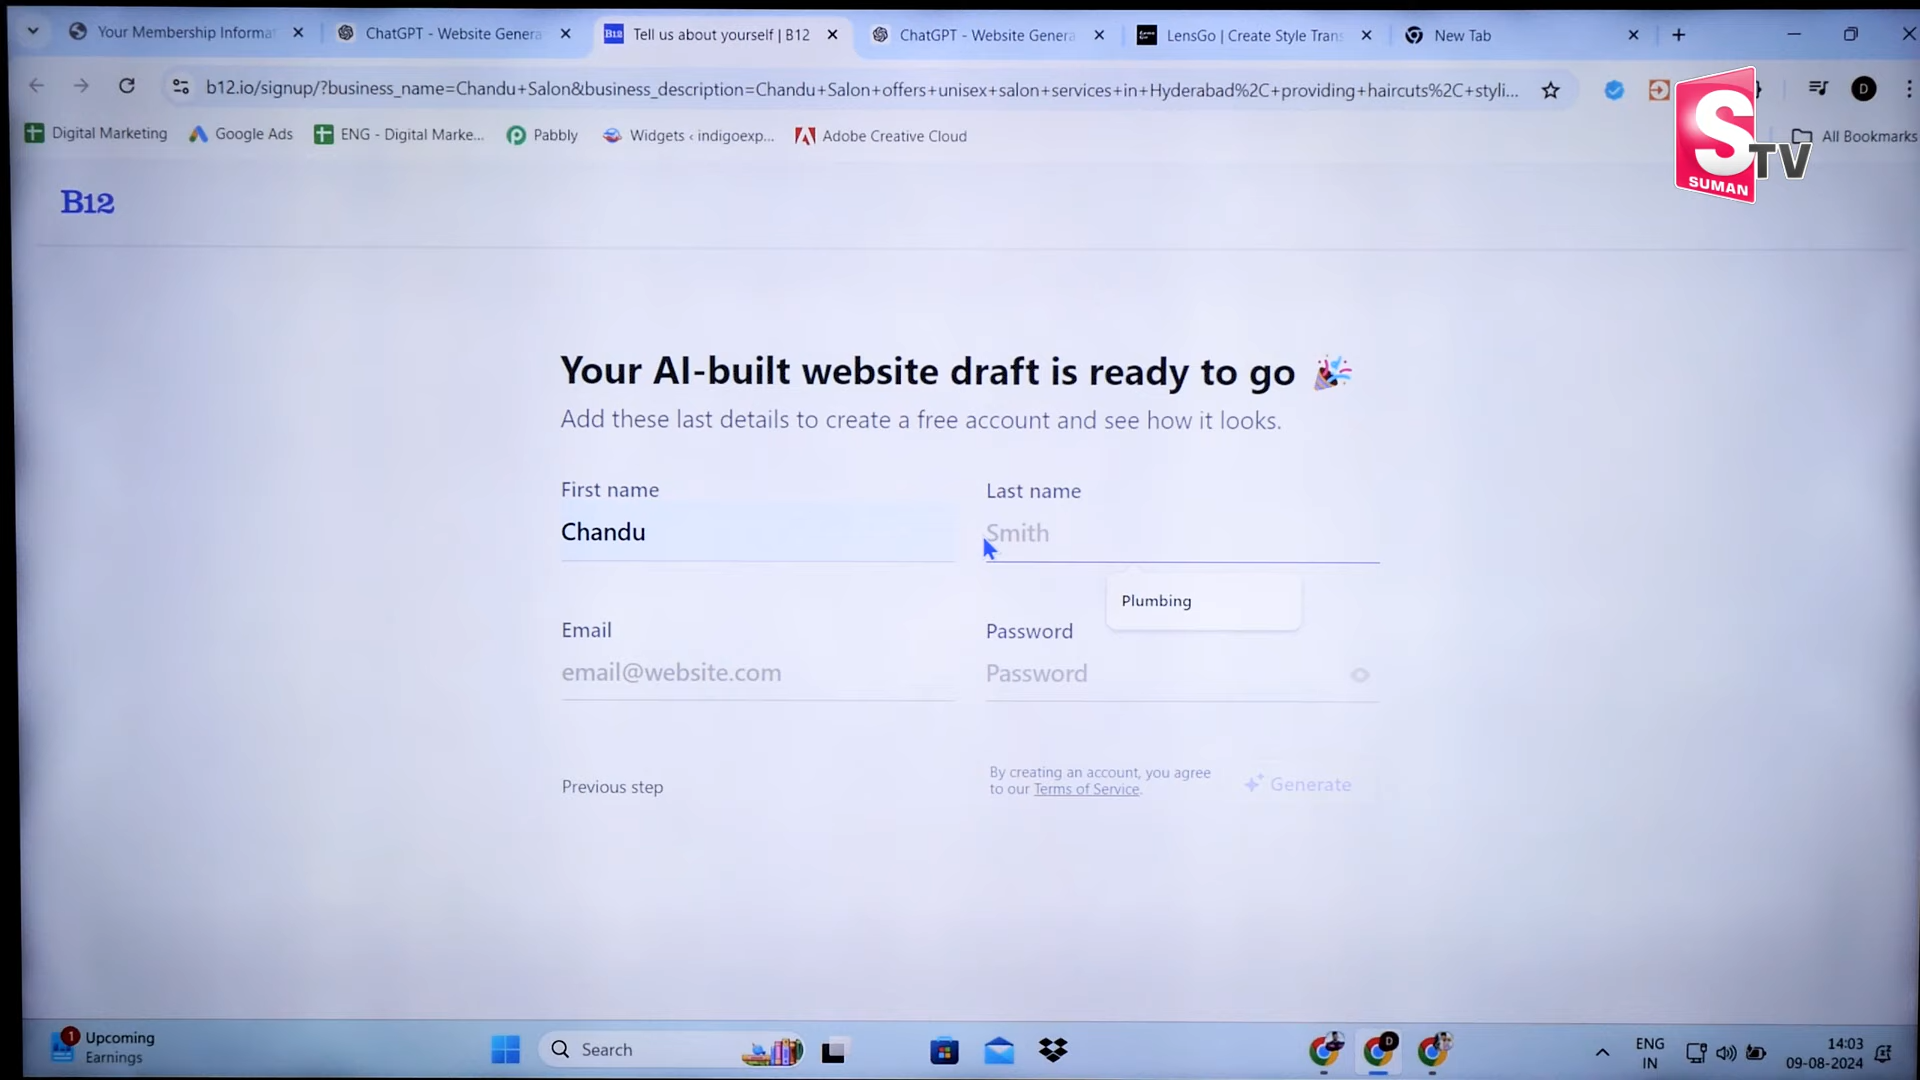 Your Membership Informat
ChatGPT - Website Genera
B12 Tell us about yourself | B12
ChatGPT - Website Genera
LensGo | Create Style Trans
New Tab
b12.io/signup/?business_name=Chandu+Salon&business_description=Chandu+Salon+offers+unisex+salon+services+in+Hyderabad%2C+providing+haircuts%2C+styli...
D
Digital Marketing
Google Ads
ENG - Digital Marke...
Pabbly
Widgets ‹ indigoexp...
Adobe Creative Cloud
All Bookmarks
S TV
SUMAN
B12
Your AI-built website draft is ready to go
Add these last details to create a free account and see how it looks.
First name
Last name
Chandu
Smith
Plumbing
Email
Password
email@website.com
Password
Previous step
By creating an account, you agree
to our Terms of Service.
Generate
1
Upcoming
Earnings
Search
D
ENG
IN
14:03
09-08-2024